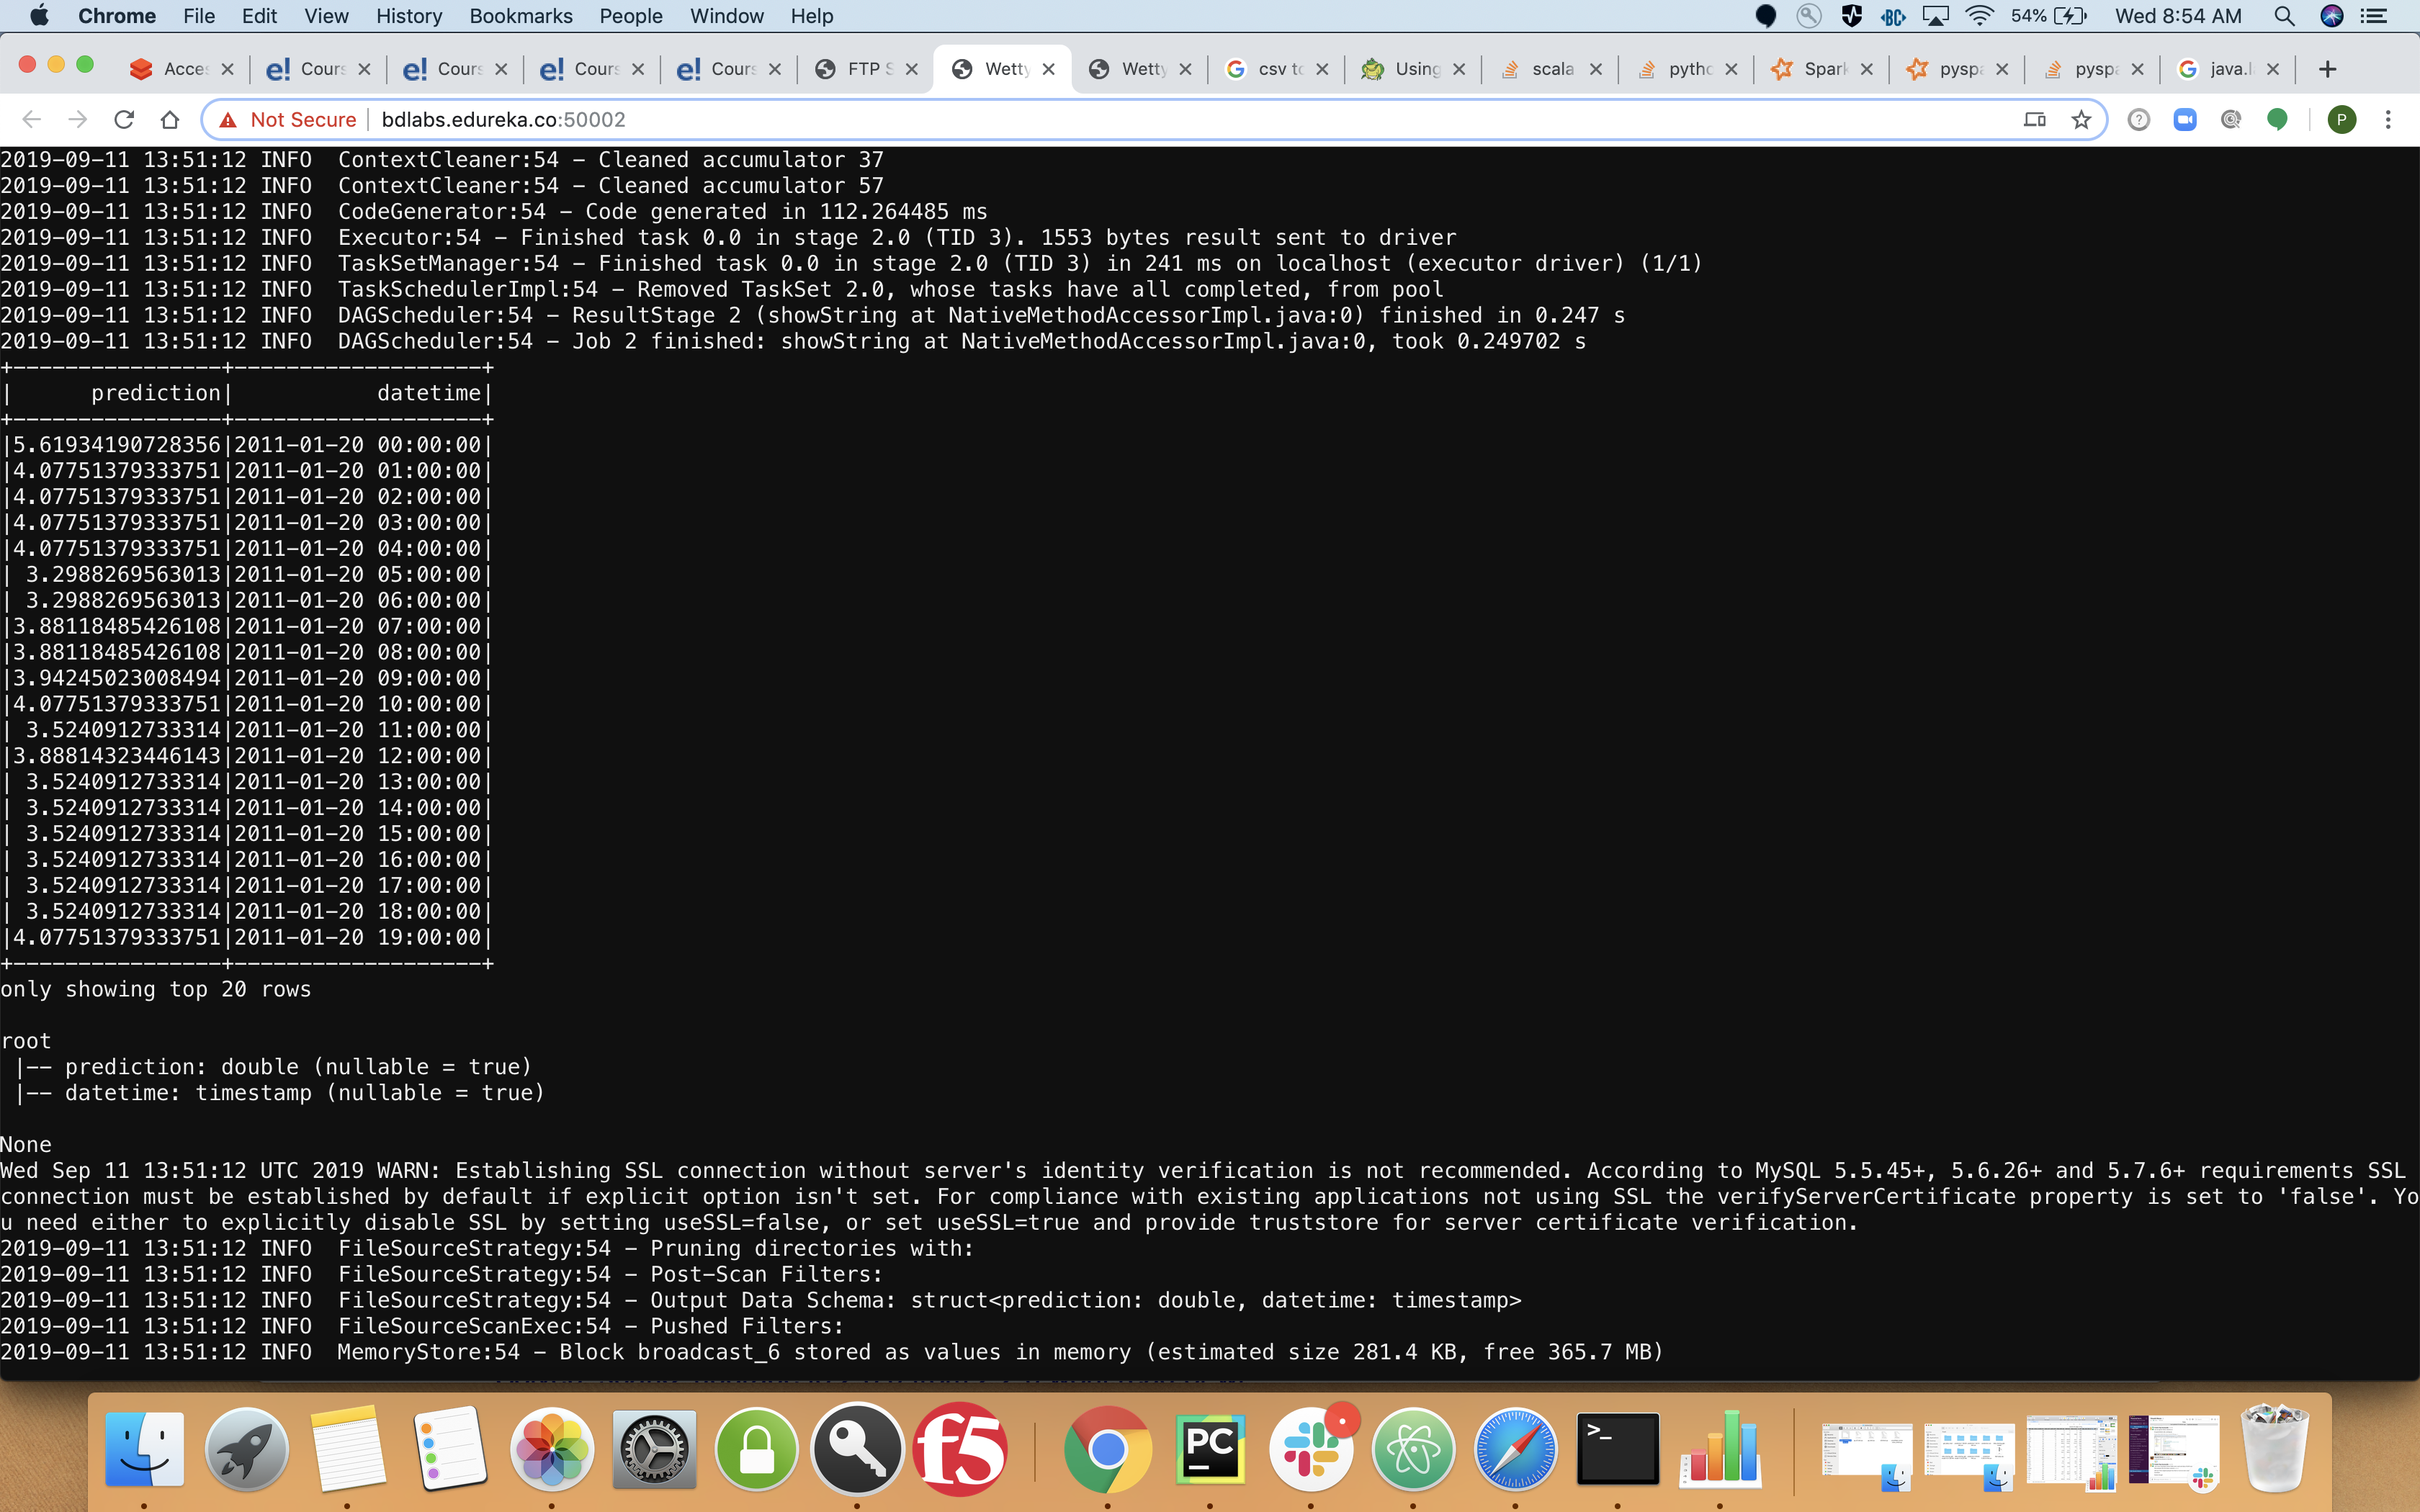 Chrome File Edit View History Bookmarks People Window Help 54% Wed 8:54 AM
Acces Cours Cours Cours Cours FTP S Wetty Wetty csv to Using scala pytho Spark pyspa pyspa java.l
Not Secure bdlabs.edureka.co:50002 P
2019-09-11 13:51:12 INFO  ContextCleaner:54 - Cleaned accumulator 37
2019-09-11 13:51:12 INFO  ContextCleaner:54 - Cleaned accumulator 57
2019-09-11 13:51:12 INFO  CodeGenerator:54 - Code generated in 112.264485 ms
2019-09-11 13:51:12 INFO  Executor:54 - Finished task 0.0 in stage 2.0 (TID 3). 1553 bytes result sent to driver
2019-09-11 13:51:12 INFO  TaskSetManager:54 - Finished task 0.0 in stage 2.0 (TID 3) in 241 ms on localhost (executor driver) (1/1)
2019-09-11 13:51:12 INFO  TaskSchedulerImpl:54 - Removed TaskSet 2.0, whose tasks have all completed, from pool
2019-09-11 13:51:12 INFO  DAGScheduler:54 - ResultStage 2 (showString at NativeMethodAccessorImpl.java:0) finished in 0.247 s
2019-09-11 13:51:12 INFO  DAGScheduler:54 - Job 2 finished: showString at NativeMethodAccessorImpl.java:0, took 0.249702 s
+----------------+-------------------+
|      prediction|           datetime|
+----------------+-------------------+
|5.61934190728356|2011-01-20 00:00:00|
|4.07751379333751|2011-01-20 01:00:00|
|4.07751379333751|2011-01-20 02:00:00|
|4.07751379333751|2011-01-20 03:00:00|
|4.07751379333751|2011-01-20 04:00:00|
| 3.2988269563013|2011-01-20 05:00:00|
| 3.2988269563013|2011-01-20 06:00:00|
|3.88118485426108|2011-01-20 07:00:00|
|3.88118485426108|2011-01-20 08:00:00|
|3.94245023008494|2011-01-20 09:00:00|
|4.07751379333751|2011-01-20 10:00:00|
| 3.5240912733314|2011-01-20 11:00:00|
|3.88814323446143|2011-01-20 12:00:00|
| 3.5240912733314|2011-01-20 13:00:00|
| 3.5240912733314|2011-01-20 14:00:00|
| 3.5240912733314|2011-01-20 15:00:00|
| 3.5240912733314|2011-01-20 16:00:00|
| 3.5240912733314|2011-01-20 17:00:00|
| 3.5240912733314|2011-01-20 18:00:00|
|4.07751379333751|2011-01-20 19:00:00|
+----------------+-------------------+
only showing top 20 rows
root
 |-- prediction: double (nullable = true)
 |-- datetime: timestamp (nullable = true)
None
Wed Sep 11 13:51:12 UTC 2019 WARN: Establishing SSL connection without server's identity verification is not recommended. According to MySQL 5.5.45+, 5.6.26+ and 5.7.6+ requirements SSL
connection must be established by default if explicit option isn't set. For compliance with existing applications not using SSL the verifyServerCertificate property is set to 'false'. Yo
u need either to explicitly disable SSL by setting useSSL=false, or set useSSL=true and provide truststore for server certificate verification.
2019-09-11 13:51:12 INFO  FileSourceStrategy:54 - Pruning directories with:
2019-09-11 13:51:12 INFO  FileSourceStrategy:54 - Post-Scan Filters:
2019-09-11 13:51:12 INFO  FileSourceStrategy:54 - Output Data Schema: struct<prediction: double, datetime: timestamp>
2019-09-11 13:51:12 INFO  FileSourceScanExec:54 - Pushed Filters:
2019-09-11 13:51:12 INFO  MemoryStore:54 - Block broadcast_6 stored as values in memory (estimated size 281.4 KB, free 365.7 MB)
f5 PC >_